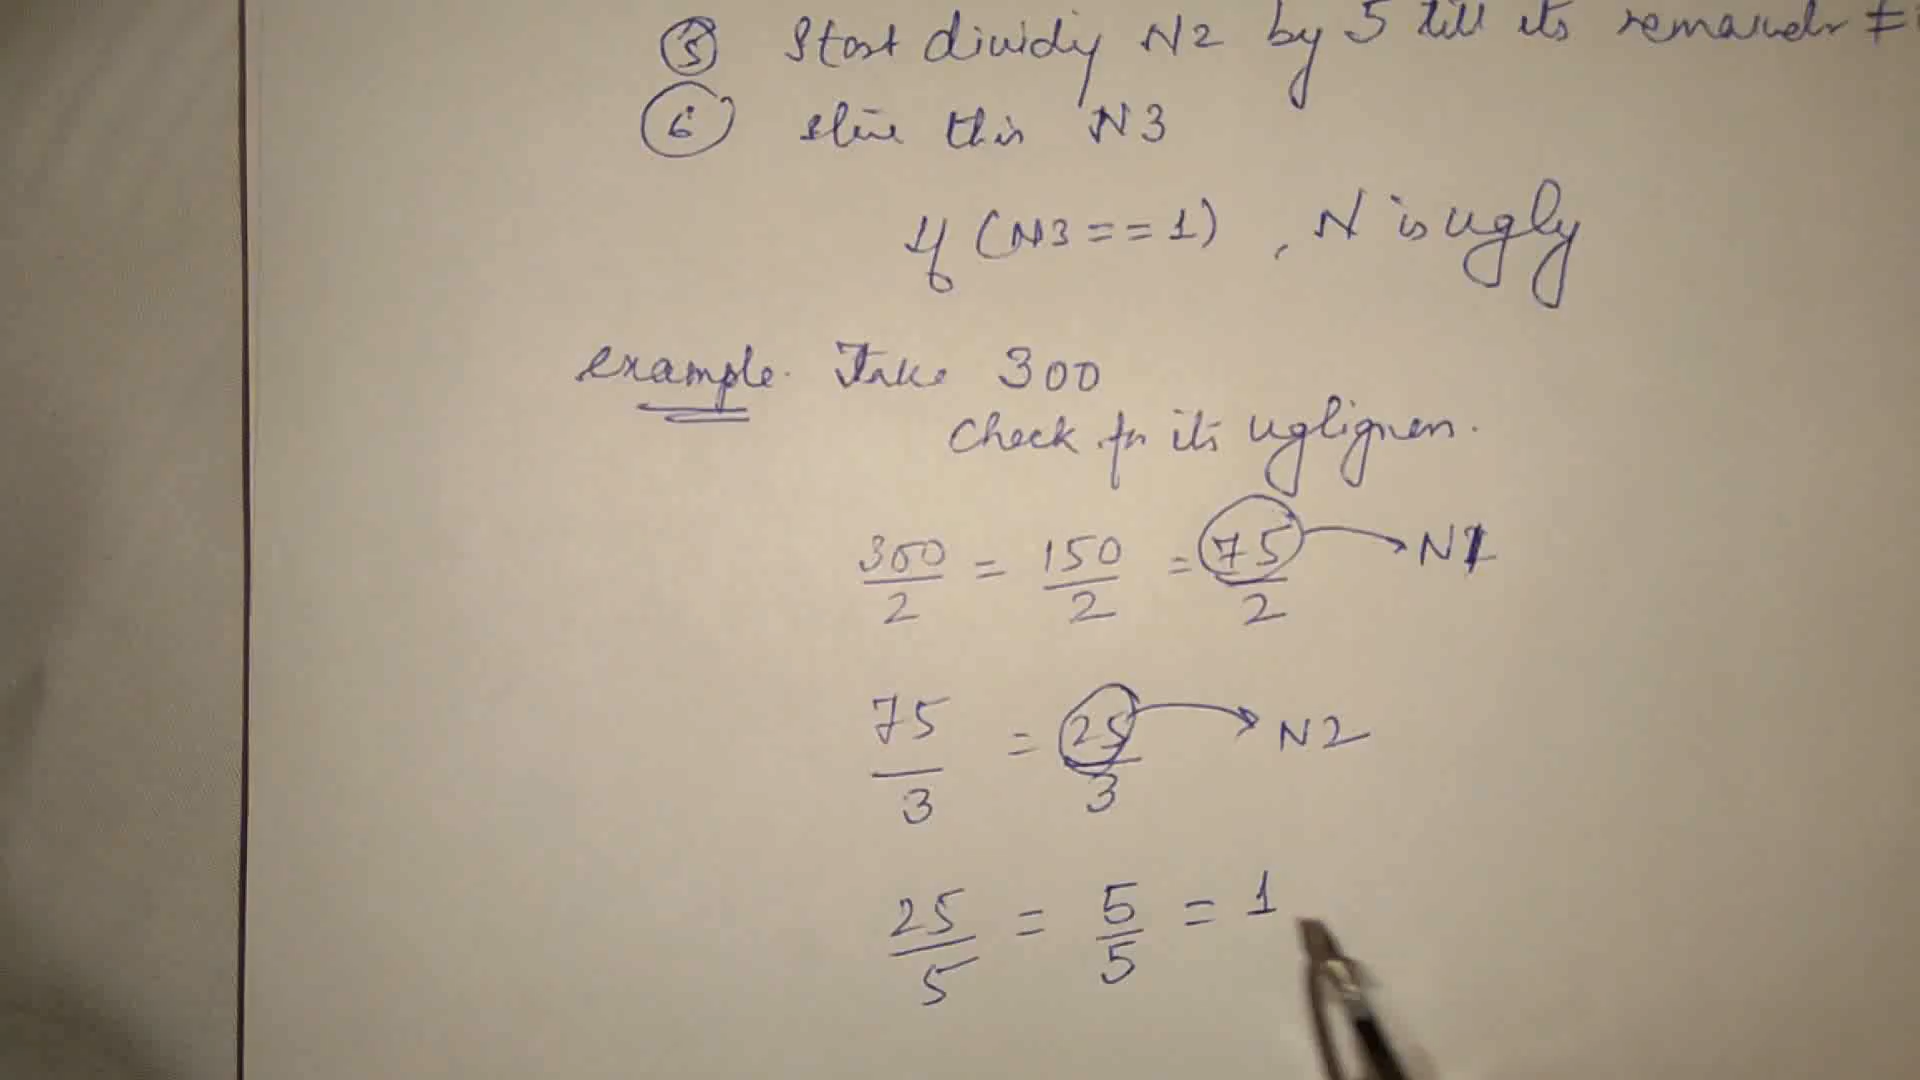 5 Start dividy N2 by 5 till its remainder ≠
6 store this N3
if (N3 == 1) , N is ugly
example. Take 300
Check for its uglignen.
300/2 = 150/2 = 75/2 → N1
75/3 = 25/3 → N2
25/5 = 5/5 = 1